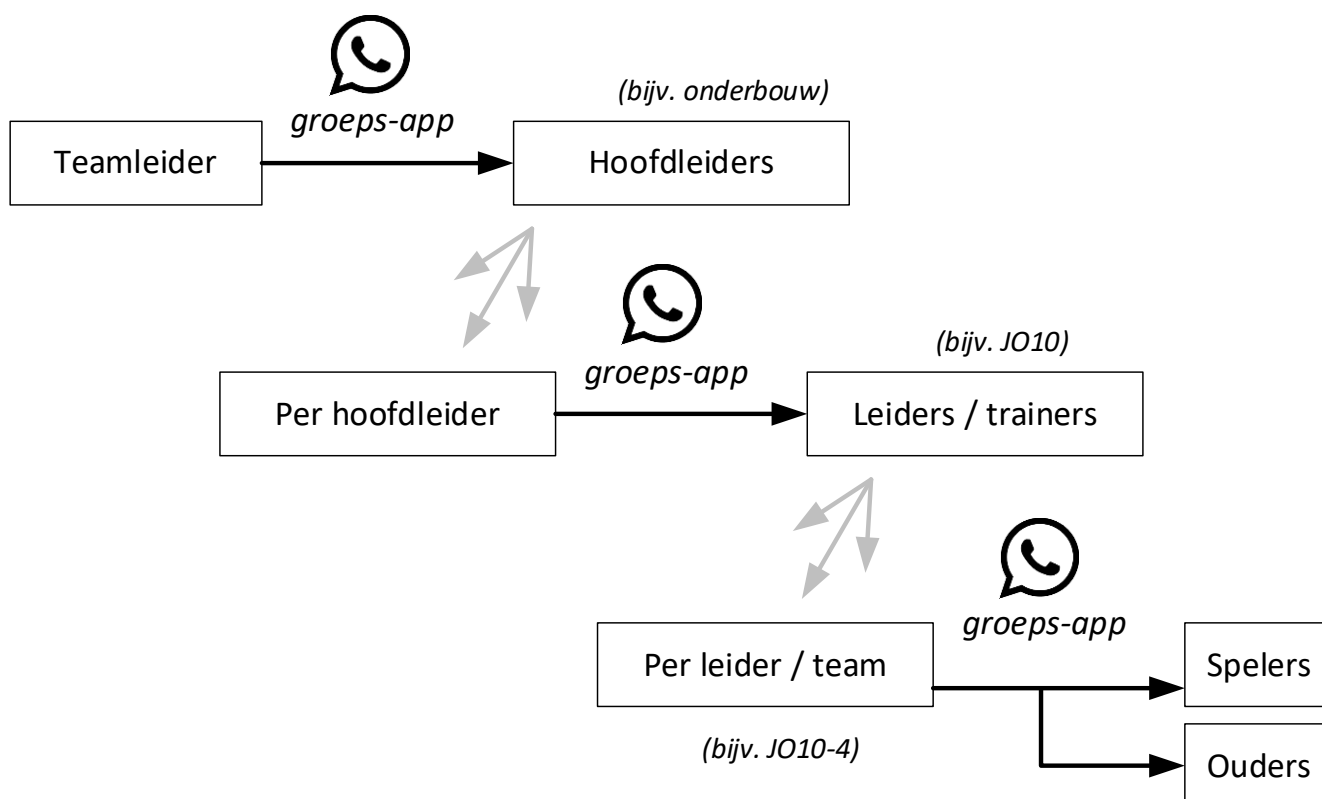 (bijv. onderbouw)
groeps-app
Teamleider
Hoofdleiders
(bijv. JO10)
groeps-app
Per hoofdleider
Leiders / trainers
groeps-app
Per leider / team
Spelers
(bijv. JO10-4)
Ouders